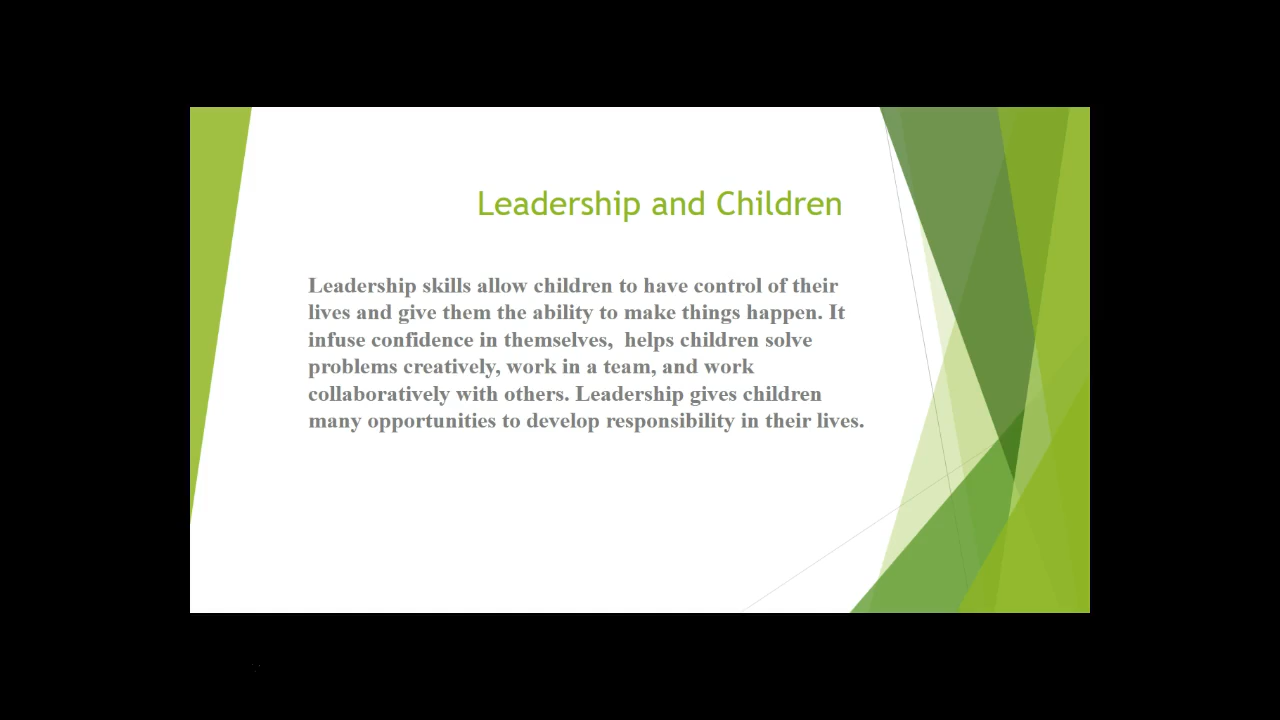 Leadership and Children
Leadership skills allow children to have control of their
lives and give them the ability to make things happen. It
infuse confidence in themselves,  helps children solve
problems creatively, work in a team, and work
collaboratively with others. Leadership gives children
many opportunities to develop responsibility in their lives.